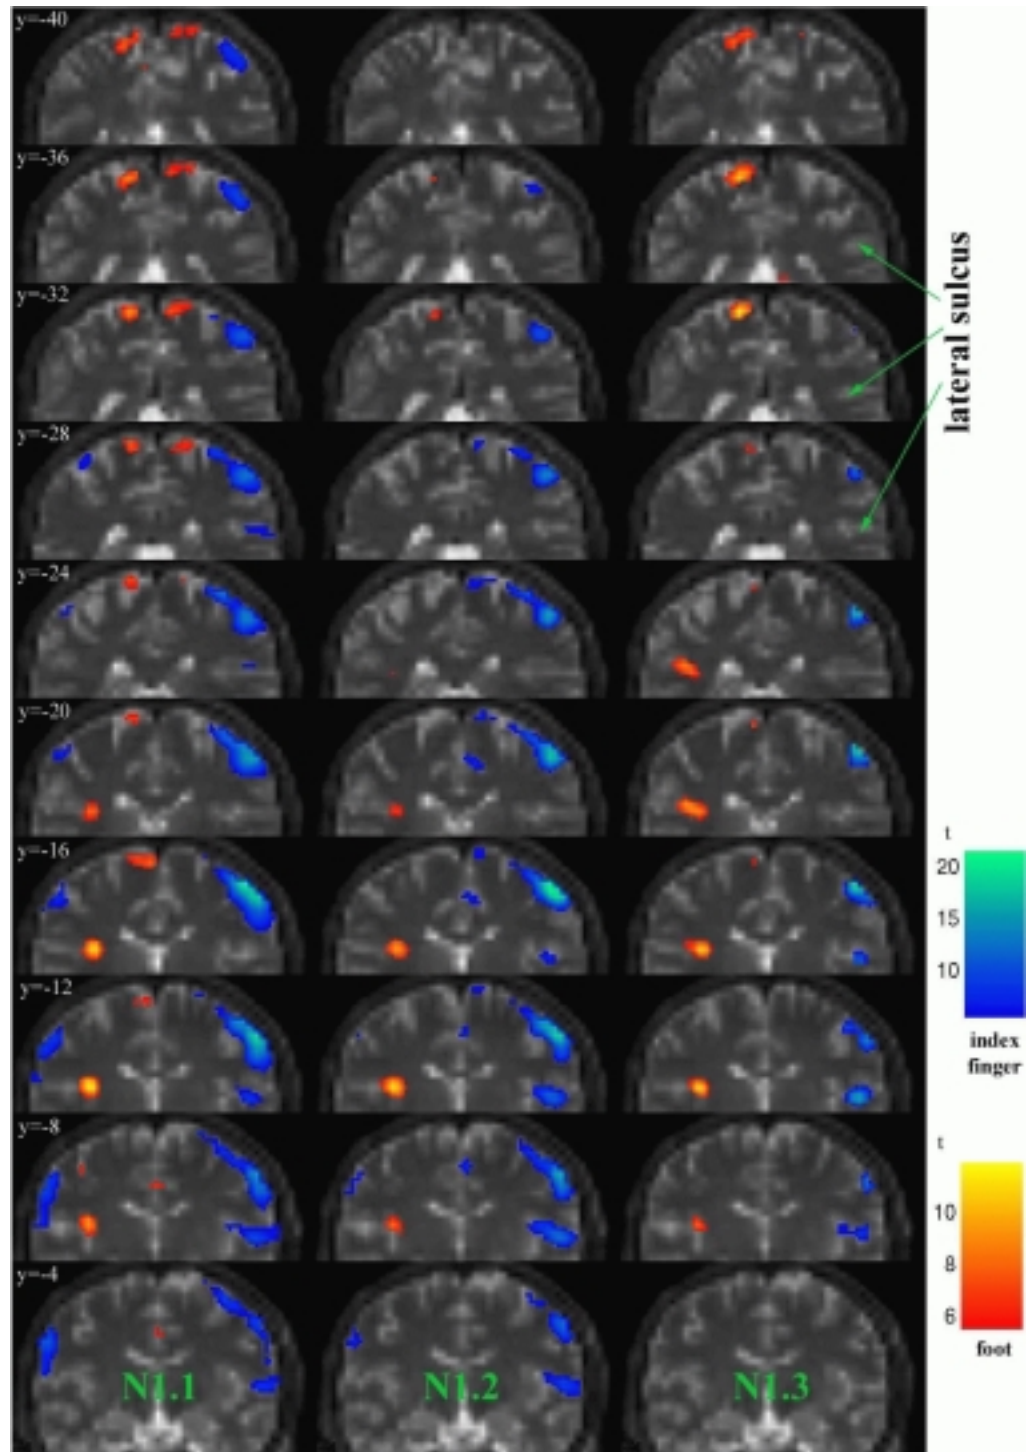 y=-40
y=-36
y=-32
y=-28
y=-24
y=-20
y=-16
y=-12
y=-8
y=-4
lateral sulcus
t
20
15
10
index
finger
t
10
8
6
foot
N1.1
N1.2
N1.3